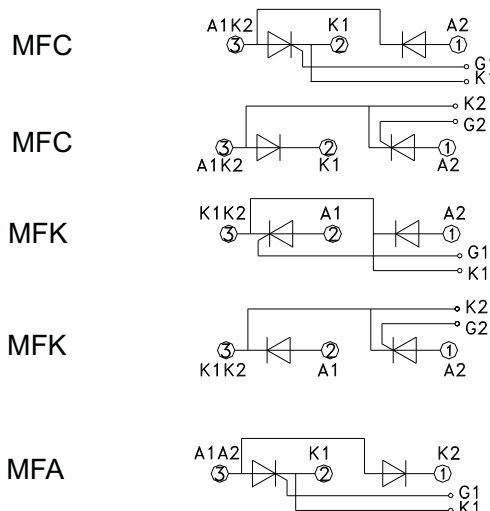 A1K2 K1 A2
MFC 3 2 1
G1
K1
K2
G2
MFC 3 2 1
A1K2 K1 A2
K1K2 A1 A2
MFK 3 2 1
G1
K1
K2
G2
MFK 3 2 1
K1K2 A1 A2
A1A2 K1 K2
MFA 3 2 1
G1
K1